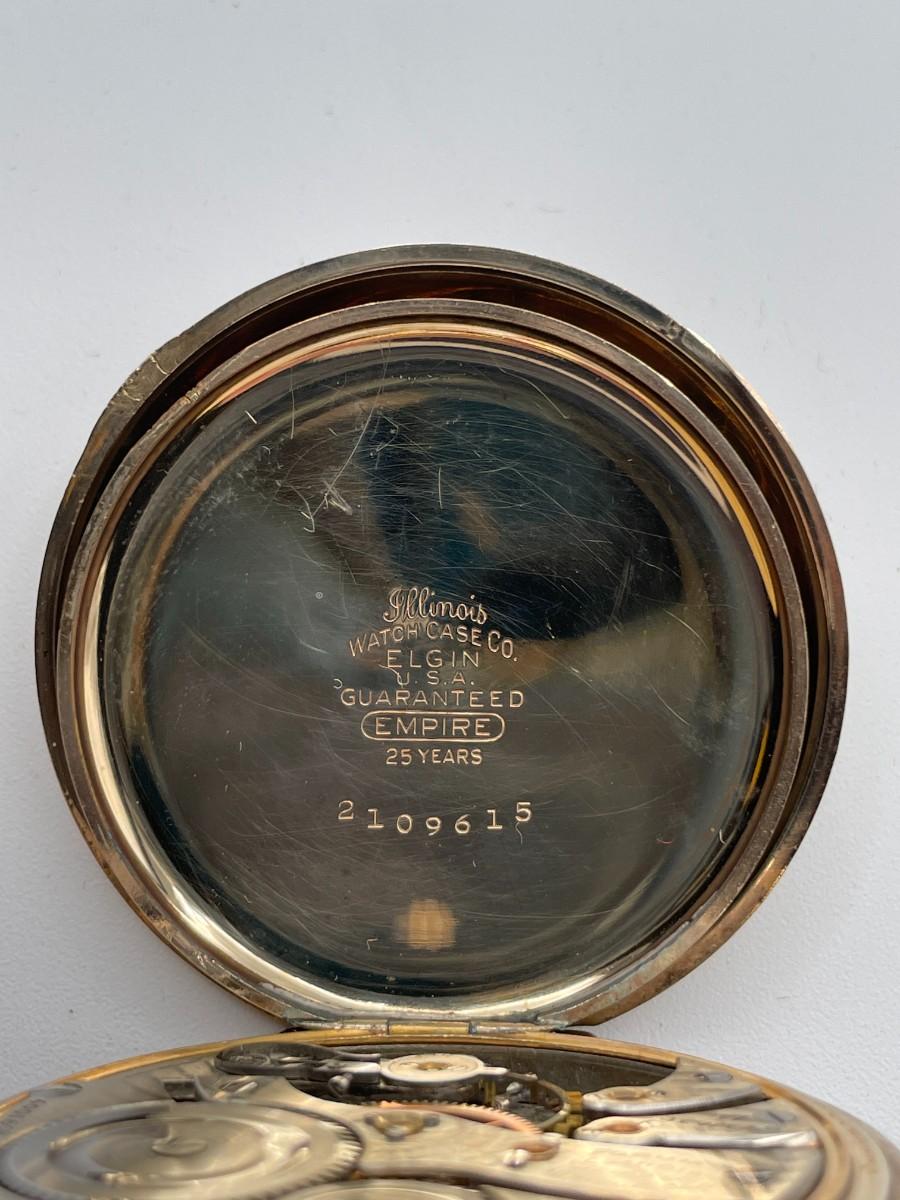 Illinois
WATCH CASE CO.
ELGIN
U.S.A.
GUARANTEED
EMPIRE
25 YEARS
2109615